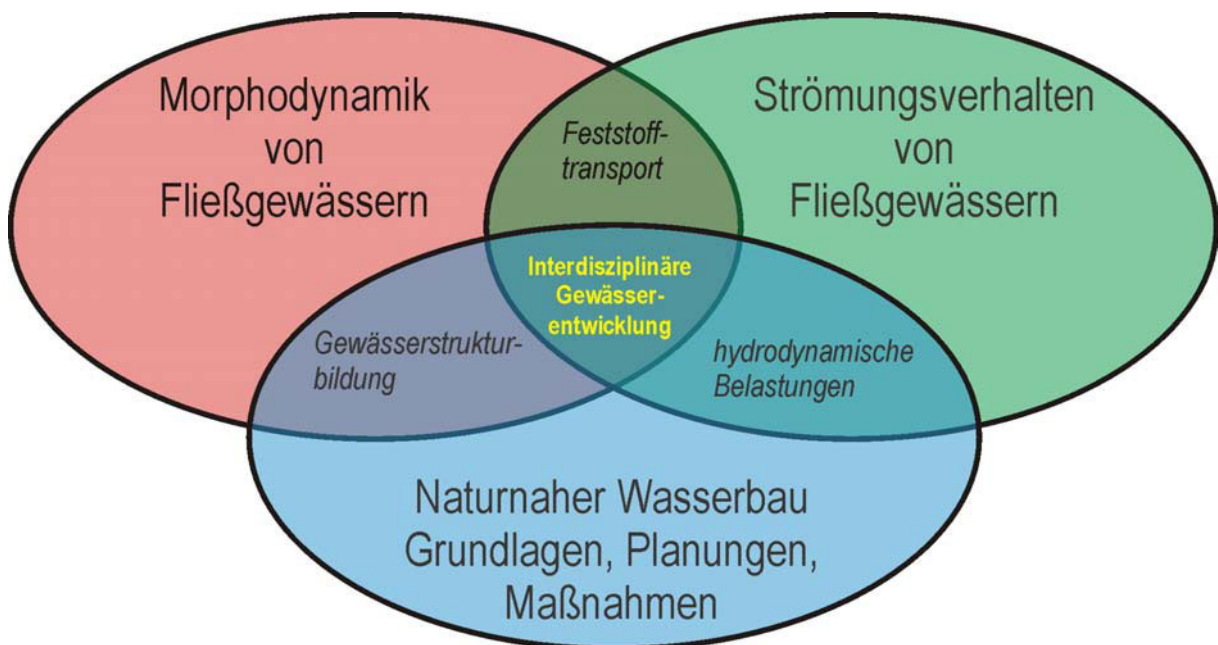 Morphodynamik
von
Fließgewässern
Feststoff-
transport
Strömungsverhalten
von
Fließgewässern
Interdisziplinäre
Gewässer-
entwicklung
Gewässerstruktur-
bildung
hydrodynamische
Belastungen
Naturnaher Wasserbau
Grundlagen, Planungen,
Maßnahmen